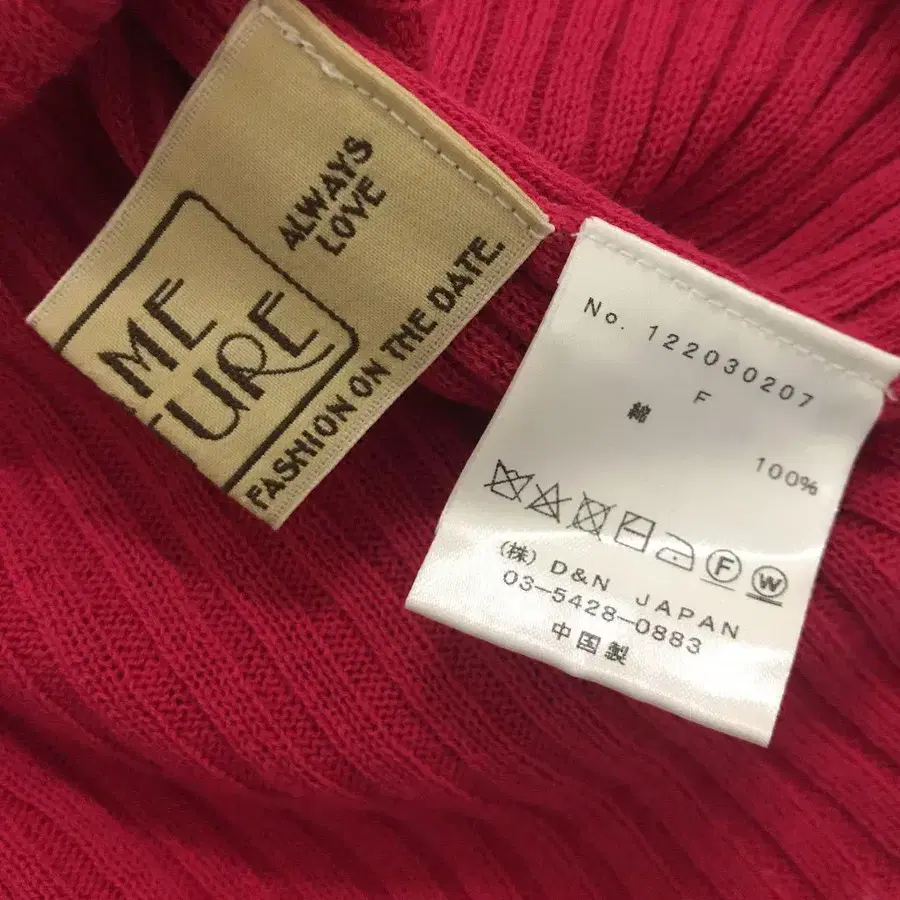 ALWAYS
LOVE
ME
TURE
FASHION ON THE DATE.
No. 122030207
F
綿 100%
F W
(株) D&N JAPAN
03-5428-0883
中国製